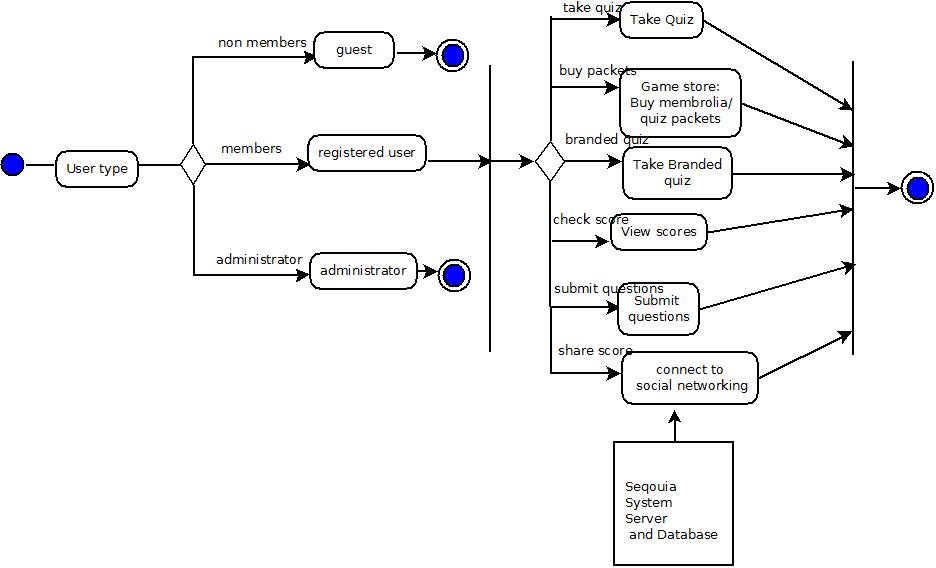 take quiz
Take Quiz
non members
guest
buy packets
Game store:
Buy membrolia/
quiz packets
branded quiz
members
registered user
User type
Take Branded
quiz
check score
View scores
administrator
administrator
submit questions
Submit
questions
share score
connect to
social networking
Seqouia
System
Server
and Database